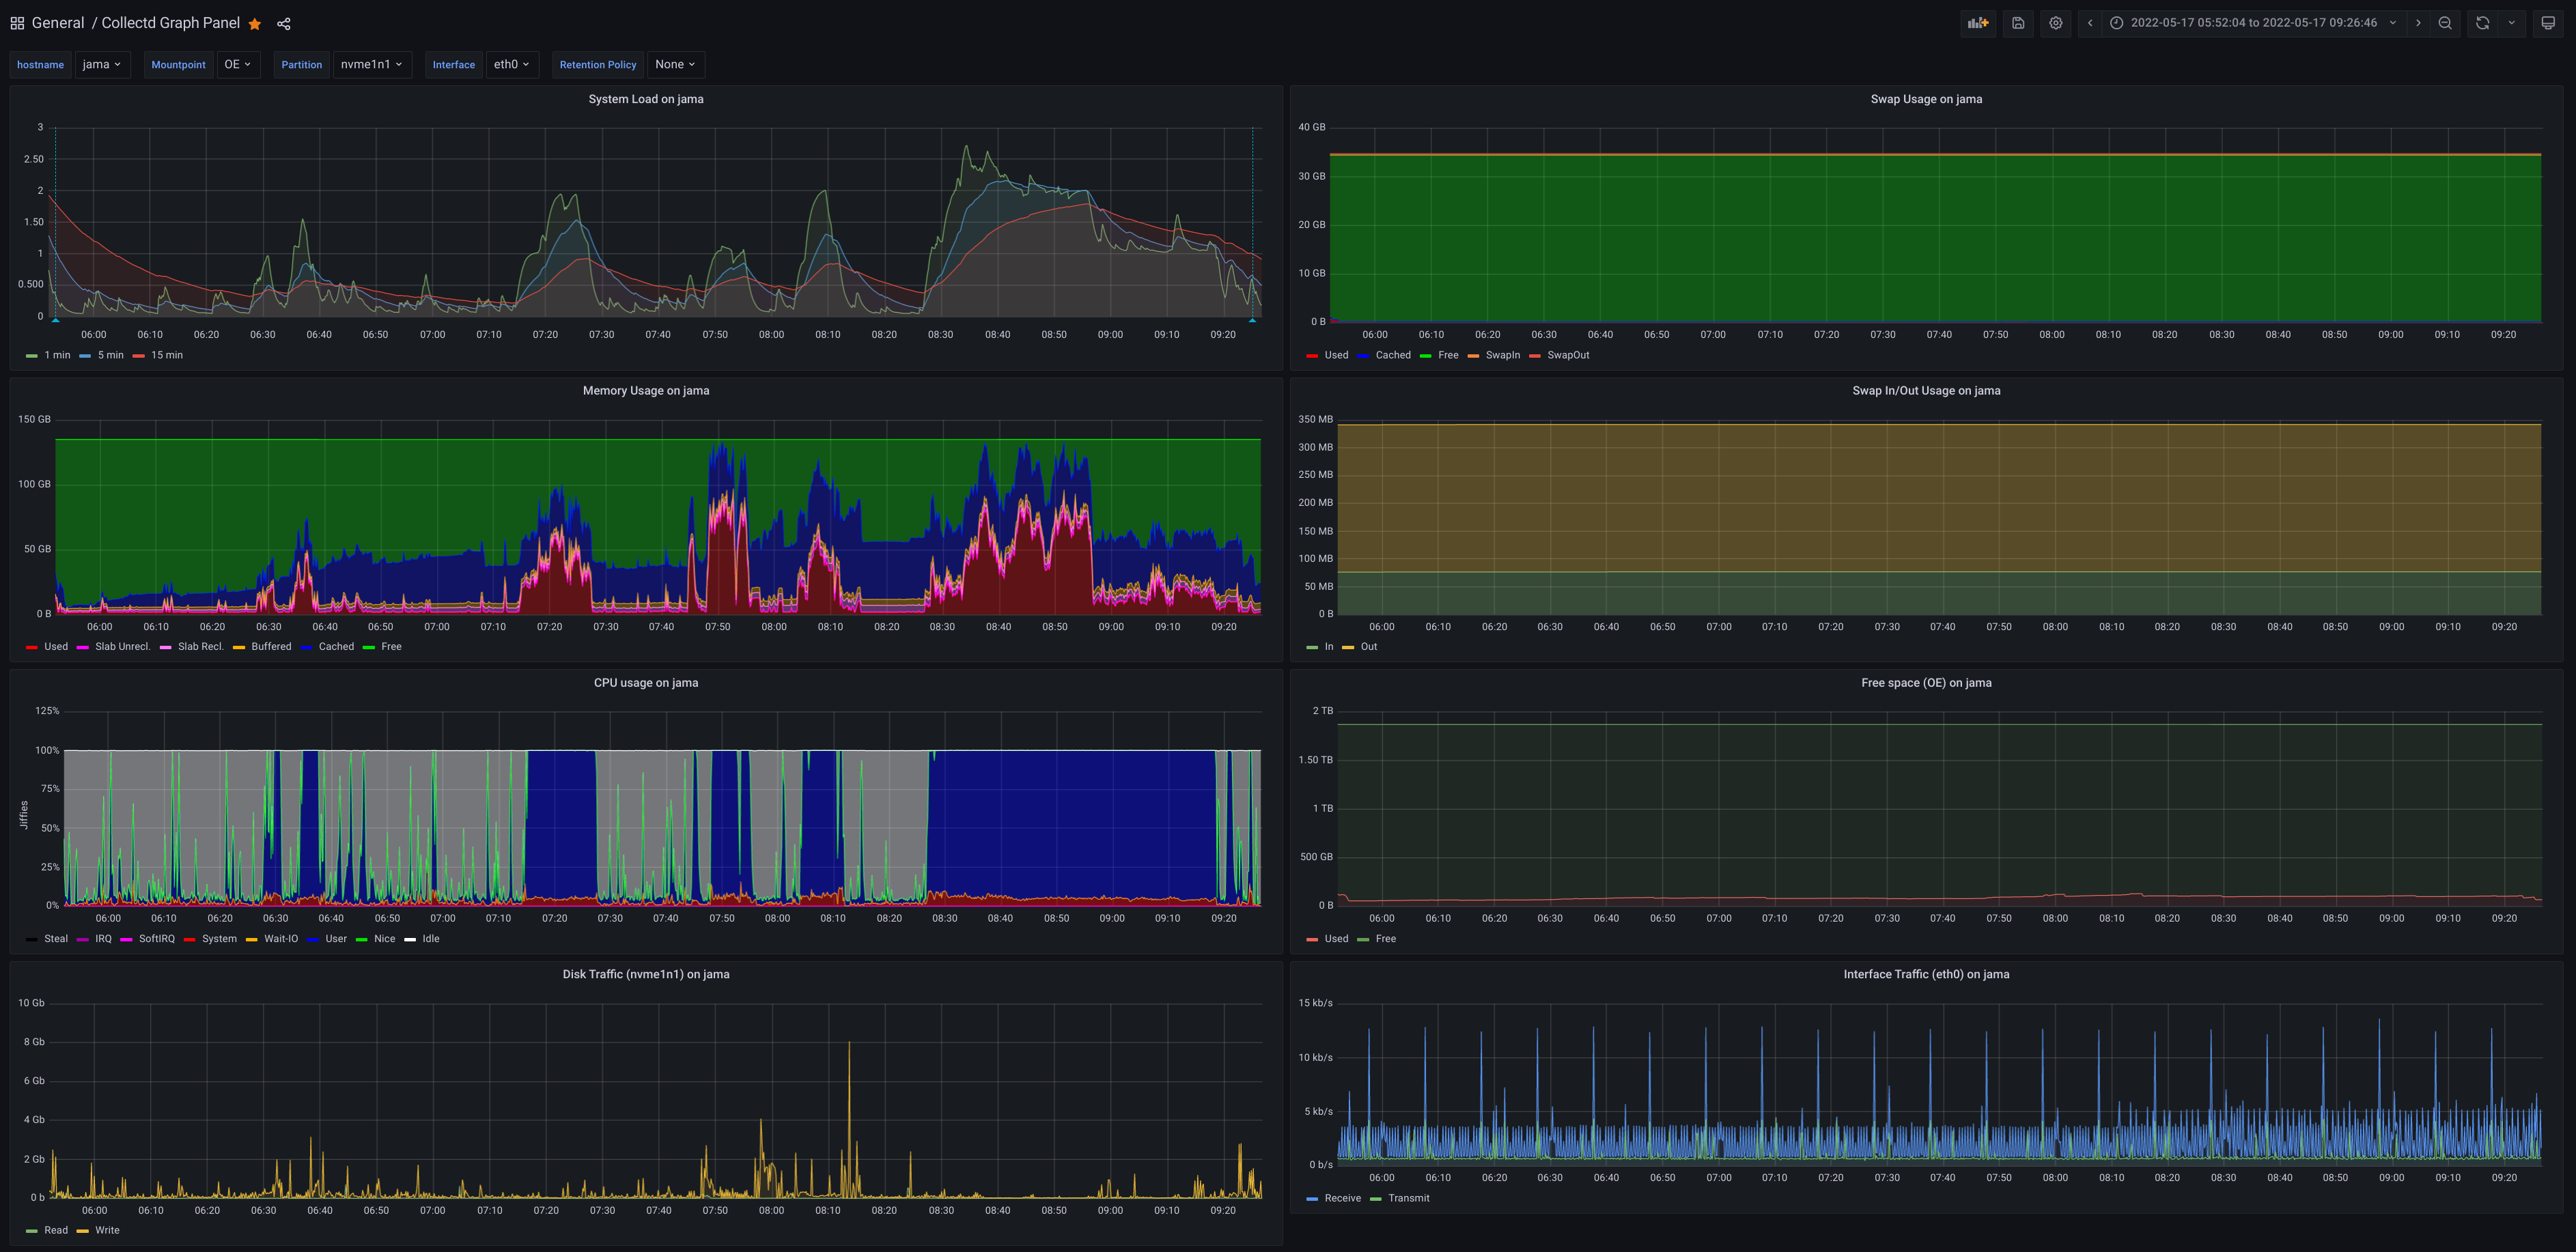 General / Collectd Graph Panel
2022-05-17 05:52:04 to 2022-05-17 09:26:46
hostname jama Mountpoint OE Partition nvme1n1 Interface eth0 Retention Policy None
System Load on jama
3
2.50
2
1.50
1
0.500
0
06:00 06:10 06:20 06:30 06:40 06:50 07:00 07:10 07:20 07:30 07:40 07:50 08:00 08:10 08:20 08:30 08:40 08:50 09:00 09:10 09:20
1 min 5 min 15 min
Swap Usage on jama
40 GB
30 GB
20 GB
10 GB
0 B
06:00 06:10 06:20 06:30 06:40 06:50 07:00 07:10 07:20 07:30 07:40 07:50 08:00 08:10 08:20 08:30 08:40 08:50 09:00 09:10 09:20
Used Cached Free SwapIn SwapOut
Memory Usage on jama
150 GB
100 GB
50 GB
0 B
06:00 06:10 06:20 06:30 06:40 06:50 07:00 07:10 07:20 07:30 07:40 07:50 08:00 08:10 08:20 08:30 08:40 08:50 09:00 09:10 09:20
Used Slab Unrecl. Slab Recl. Buffered Cached Free
Swap In/Out Usage on jama
350 MB
300 MB
250 MB
200 MB
150 MB
100 MB
50 MB
0 B
06:00 06:10 06:20 06:30 06:40 06:50 07:00 07:10 07:20 07:30 07:40 07:50 08:00 08:10 08:20 08:30 08:40 08:50 09:00 09:10 09:20
In Out
CPU usage on jama
Jiffies
125%
100%
75%
50%
25%
0%
06:00 06:10 06:20 06:30 06:40 06:50 07:00 07:10 07:20 07:30 07:40 07:50 08:00 08:10 08:20 08:30 08:40 08:50 09:00 09:10 09:20
Steal IRQ SoftIRQ System Wait-IO User Nice Idle
Free space (OE) on jama
2 TB
1.50 TB
1 TB
500 GB
0 B
06:00 06:10 06:20 06:30 06:40 06:50 07:00 07:10 07:20 07:30 07:40 07:50 08:00 08:10 08:20 08:30 08:40 08:50 09:00 09:10 09:20
Used Free
Disk Traffic (nvme1n1) on jama
10 Gb
8 Gb
6 Gb
4 Gb
2 Gb
0 b
06:00 06:10 06:20 06:30 06:40 06:50 07:00 07:10 07:20 07:30 07:40 07:50 08:00 08:10 08:20 08:30 08:40 08:50 09:00 09:10 09:20
Read Write
Interface Traffic (eth0) on jama
15 kb/s
10 kb/s
5 kb/s
0 b/s
06:00 06:10 06:20 06:30 06:40 06:50 07:00 07:10 07:20 07:30 07:40 07:50 08:00 08:10 08:20 08:30 08:40 08:50 09:00 09:10 09:20
Receive Transmit